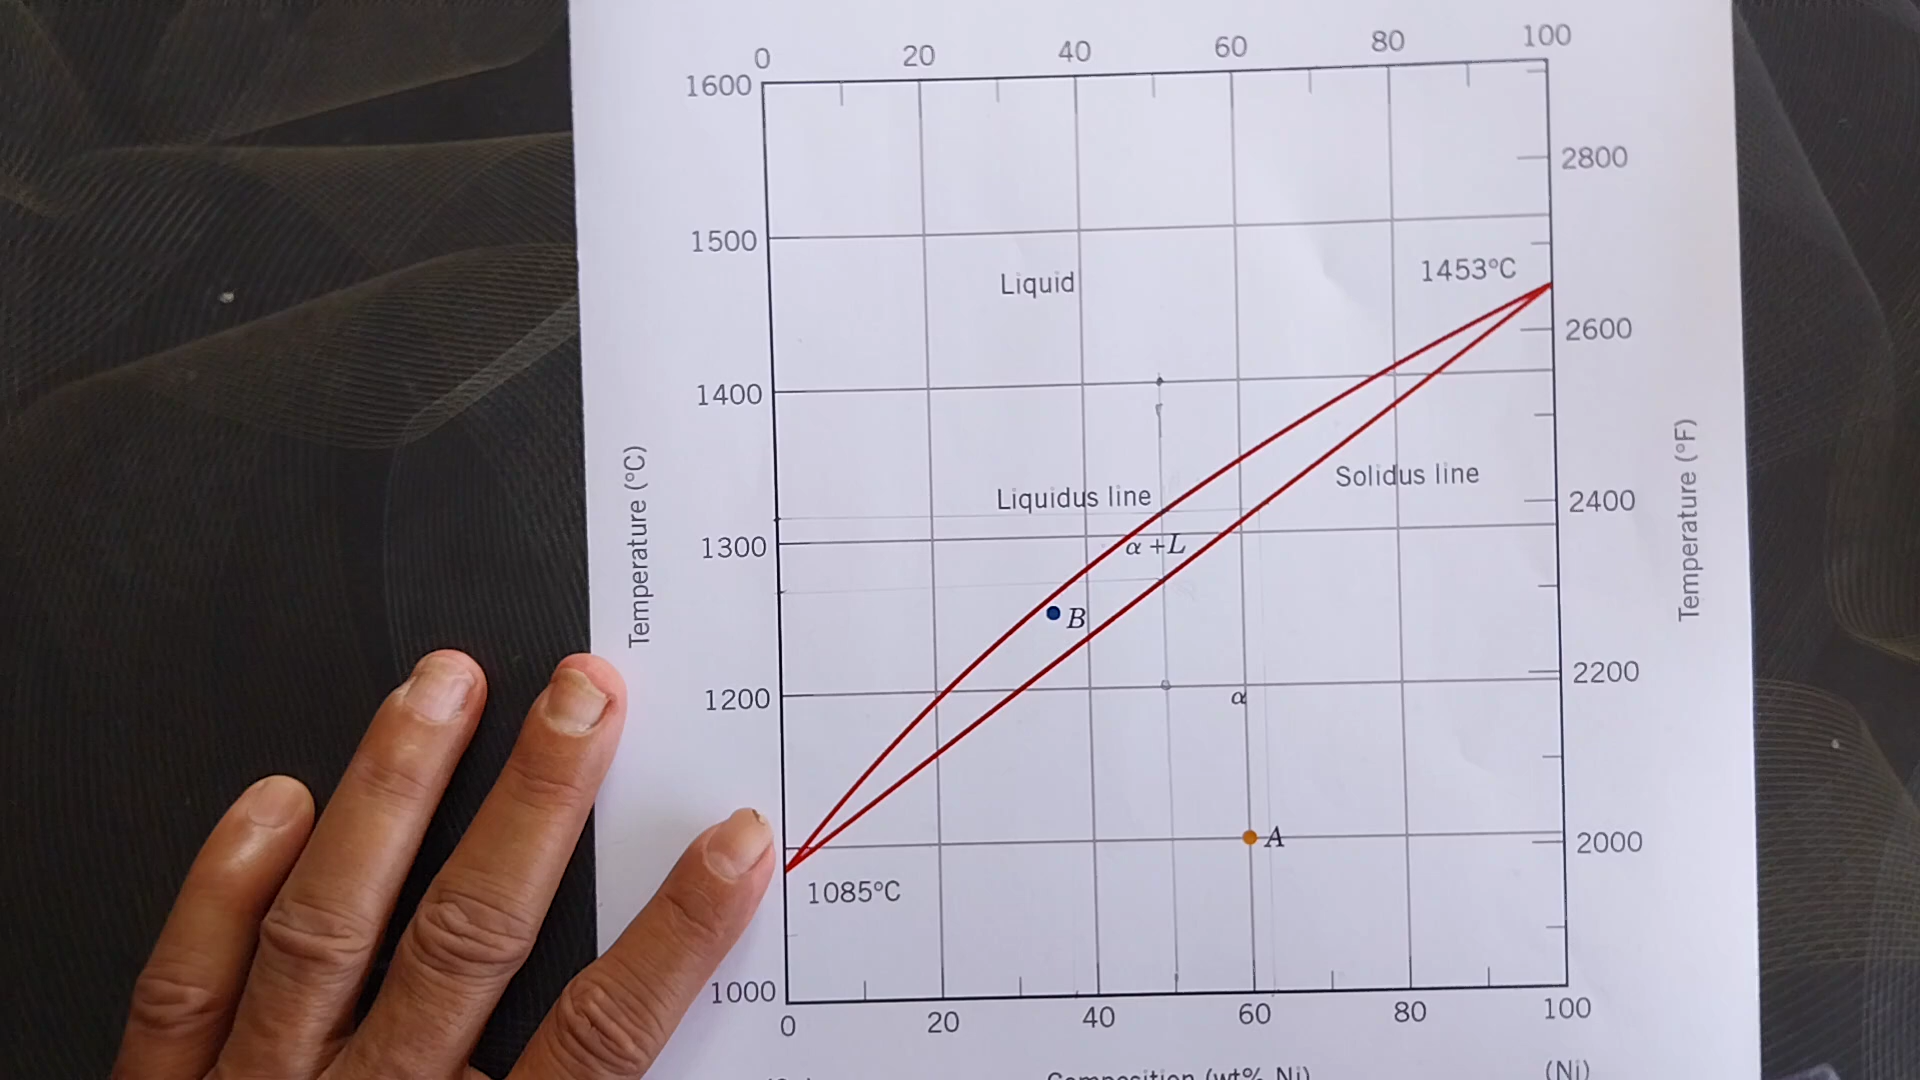 0 20 40 60 80 100
1600
2800
1500
1453°C
Liquid
2600
1400
Solidus line
Liquidus line
2400
1300
α +L
B
Temperature (°C)
Temperature (°F)
2200
1200
α
2000
A
1085°C
1000
0 20 40 60 80 100
Composition (wt% Ni)
(Ni)